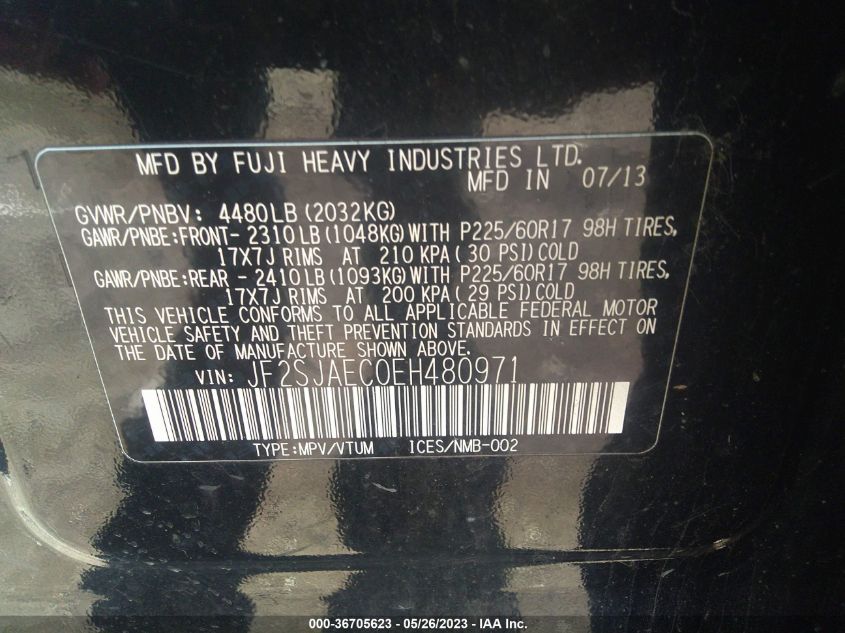 MFD BY FUJI HEAVY INDUSTRIES LTD.
MFD IN 07/13
GVWR/PNBV: 4480LB (2032KG)
GAWR/PNBE:FRONT- 2310LB (1048KG) WITH P225/60R17 98H TIRES,
17X7J RIMS AT 210 KPA ( 30 PSI) COLD
GAWR/PNBE:REAR - 2410LB (1093KG) WITH P225/60R17 98H TIRES,
17X7J RIMS AT 200 KPA ( 29 PSI) COLD
THIS VEHICLE CONFORMS TO ALL APPLICABLE FEDERAL MOTOR
VEHICLE SAFETY AND THEFT PREVENTION STANDARDS IN EFFECT ON
THE DATE OF MANUFACTURE SHOWN ABOVE.
VIN: JF2SJAEC0EH480971
TYPE:MPV/VTUM ICES/NMB-002
000-36705623 - 05/26/2023 - IAA Inc.